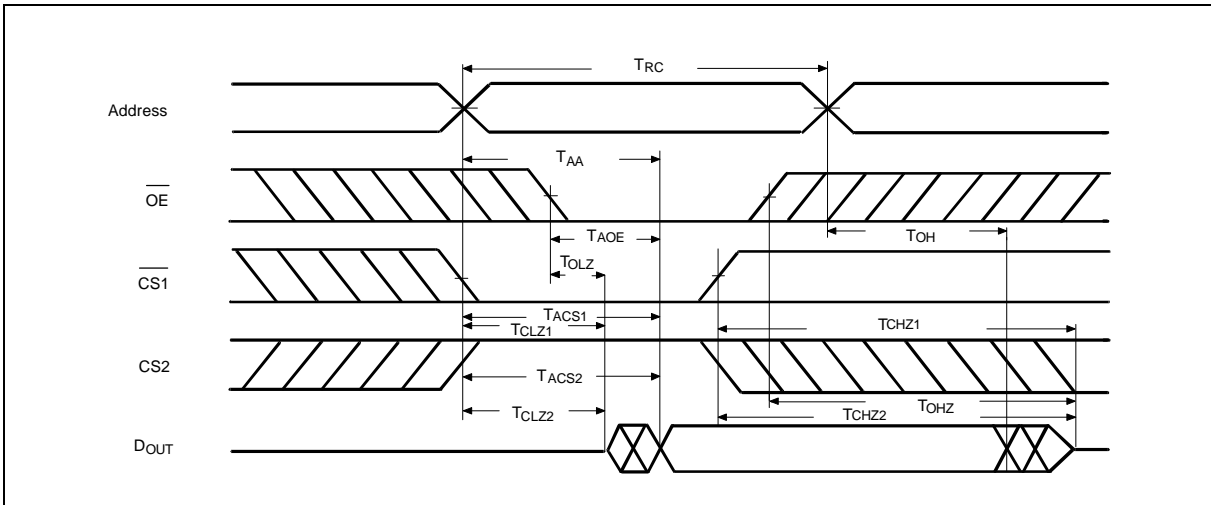 TRC
Address
TAA
OE
TAOE
TOH
TOLZ
CS1
TACS1
TCLZ1
TCHZ1
CS2
TACS2
TOHZ
TCLZ2
TCHZ2
DOUT